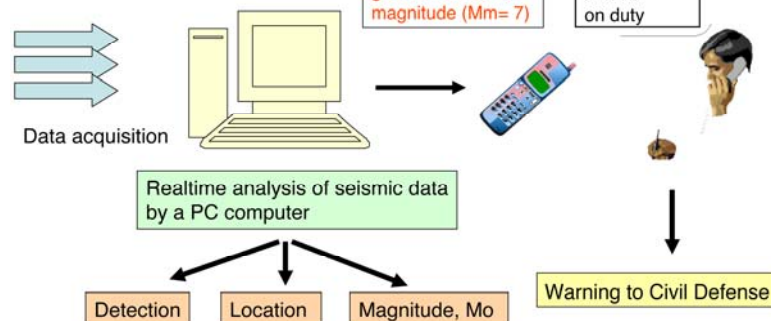 magnitude (Mm= 7)
on duty
Data acquisition
Realtime analysis of seismic data
by a PC computer
Detection
Location
Magnitude, Mo
Warning to Civil Defense